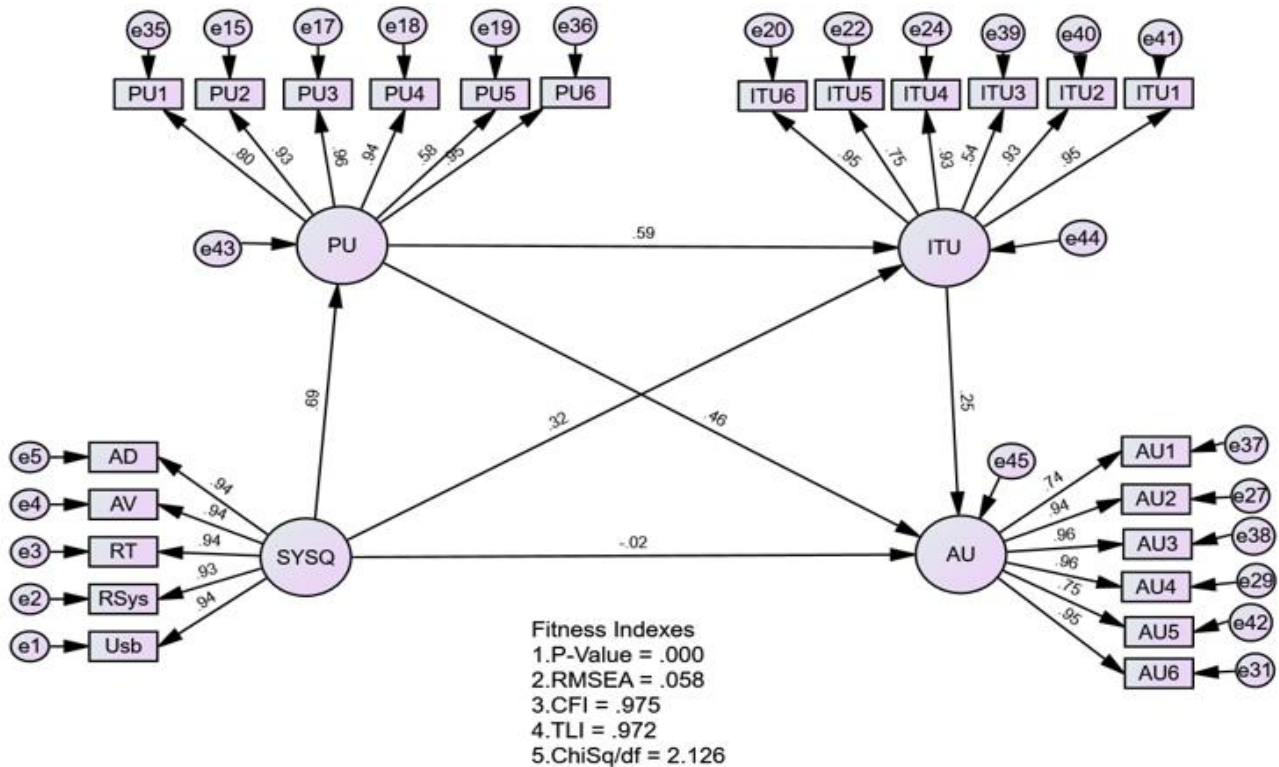 e35 e15 e17 e18 e19 e36 e20 e22 e24 e39 e40 e41
PU1 PU2 PU3 PU4 PU5 PU6 ITU6 ITU5 ITU4 ITU3 ITU2 ITU1
.80 .93 .96 .94 .58 .95 .95 .75 .93 .54 .93 .95
e43 PU .59 ITU e44
.69 .32 .46 .25
e5 AD .94
e4 AV .94
e3 RT .94
e2 RSys .93
e1 Usb .94
SYSQ -.02 AU e45
.74 AU1 e37
.94 AU2 e27
.96 AU3 e38
.96 AU4 e29
.75 AU5 e42
.95 AU6 e31
Fitness Indexes
1.P-Value = .000
2.RMSEA = .058
3.CFI = .975
4.TLI = .972
5.ChiSq/df = 2.126